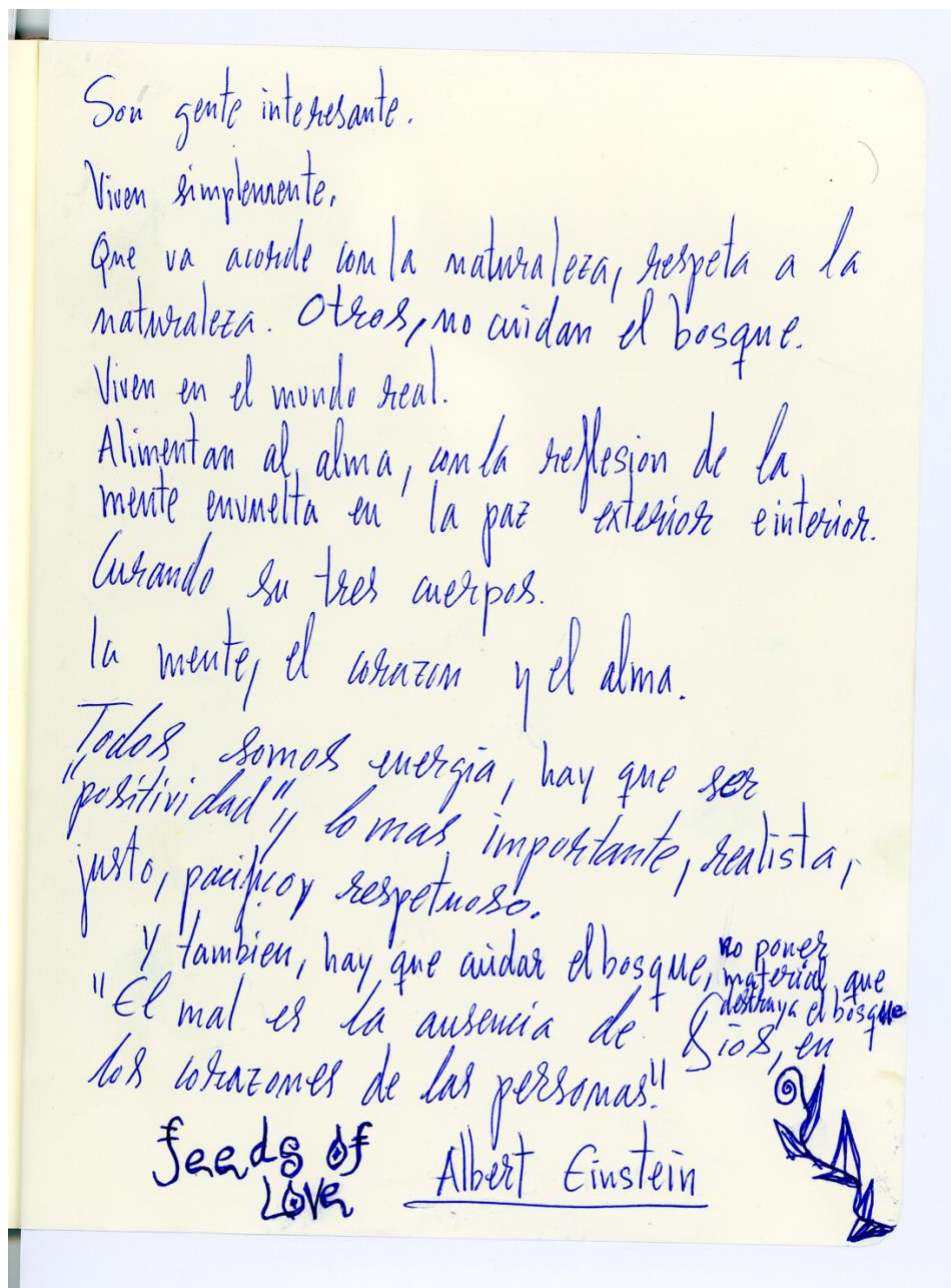 Son gente interesante.
Viven simplemente.
Que va acorde con la naturaleza, respeta a la
naturaleza. Otros, no cuidan el bosque.
Viven en el mundo real.
Alimentan al alma, con la reflesion de la
mente envuelta en la paz exterior e interior.
Curando su tres cuerpos.
la mente, el corazon y el alma.
Todos somos energia, hay que ser
"positividad" y lo mas importante, realista,
justo, pacifico y respetuoso.
Y tambien, hay que cuidar el bosque, no poner
material que
destruya el bosque
"El mal es la ausencia de Dios, en
los corazones de las personas."
seeds of
Love
Albert Einstein